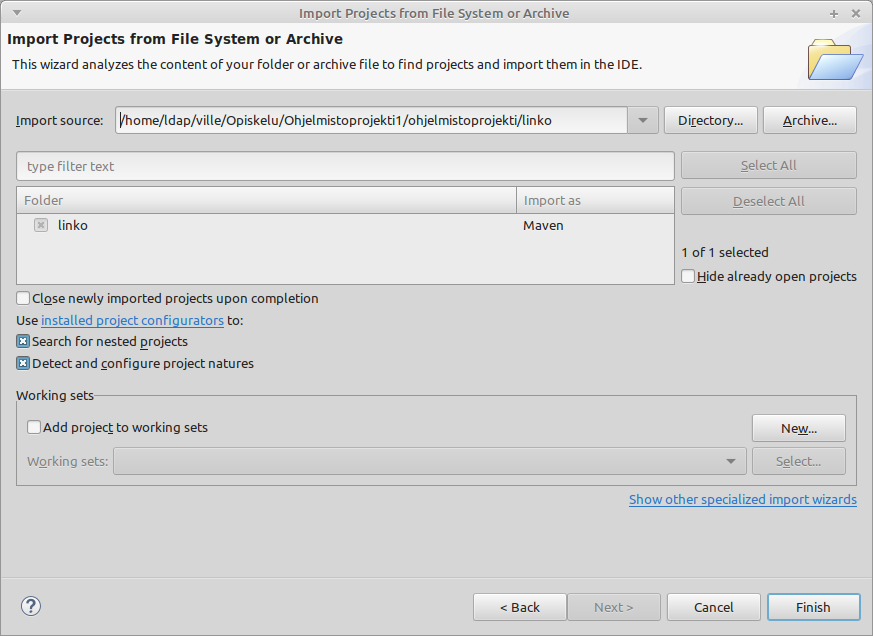 Import Projects from File System or Archive
Import Projects from File System or Archive
This wizard analyzes the content of your folder or archive file to find projects and import them in the IDE.
Import source: /home/ldap/ville/Opiskelu/Ohjelmistoprojekti1/ohjelmistoprojekti/linko Directory... Archive...
type filter text Select All
Folder Import as Deselect All
linko Maven
1 of 1 selected
Hide already open projects
Close newly imported projects upon completion
Use installed project configurators to:
Search for nested projects
Detect and configure project natures
Working sets
Add project to working sets New...
Working sets: Select...
Show other specialized import wizards
? < Back Next > Cancel Finish